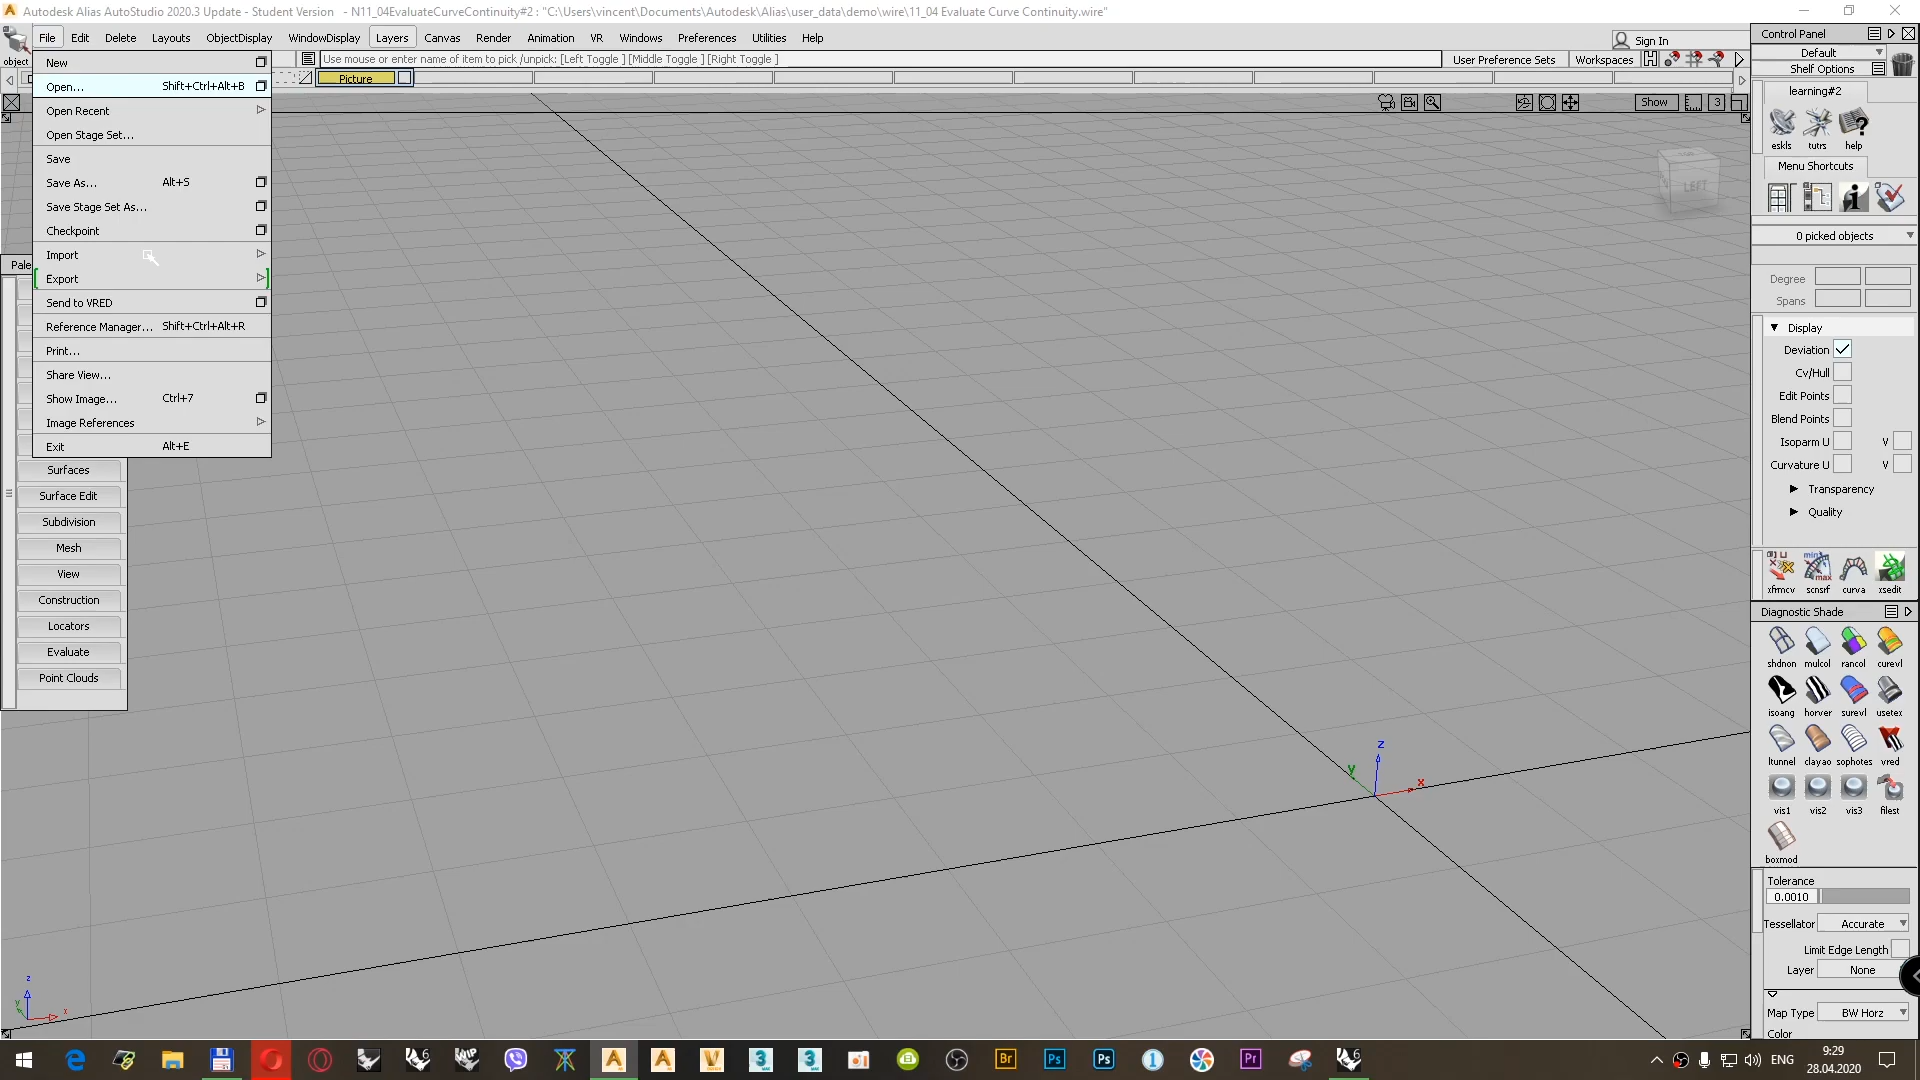 Autodesk Alias AutoStudio 2020.3 Update - Student Version - N11_04EvaluateCurveContinuity#2 : "C:\Users\vincent\Documents\Autodesk\Alias\user_data\demo\wire\11_04 Evaluate Curve Continuity.wire"
File Edit Delete Layouts ObjectDisplay WindowDisplay Layers Canvas Render Animation VR Windows Preferences Utilities Help
Sign In
Control Panel
object
Use mouse or enter name of item to pick /unpick: [Left Toggle ] [Middle Toggle ] [Right Toggle ]
User Preference Sets
Workspaces
Default
Shelf Options
Picture
New
Open... Shift+Ctrl+Alt+B
Open Recent
Open Stage Set...
Save
Save As... Alt+S
Save Stage Set As...
Checkpoint
Import
Export
Send to VRED
Reference Manager... Shift+Ctrl+Alt+R
Print...
Share View...
Show Image... Ctrl+7
Image References
Exit Alt+E
Pale
Surfaces
Surface Edit
Subdivision
Mesh
View
Construction
Locators
Evaluate
Point Clouds
Show
3
LEFT
z
y
x
z
y
x
learning#2
eskls tutrs help
Menu Shortcuts
0 picked objects
Degree
Spans
Display
Deviation
Cv/Hull
Edit Points
Blend Points
Isoparm U V
Curvature U V
Transparency
Quality
xfrmcv scnsrf curva xsedit
Diagnostic Shade
shdnon mulcol rancol curevl
isoang horver surevl usetex
ltunnel clayao sophotes vred
vis1 vis2 vis3 filest
boxmod
Tolerance
0.0010
Tessellator Accurate
Limit Edge Length
Layer None
Map Type BW Horz
Color
ENG
9:29
28.04.2020